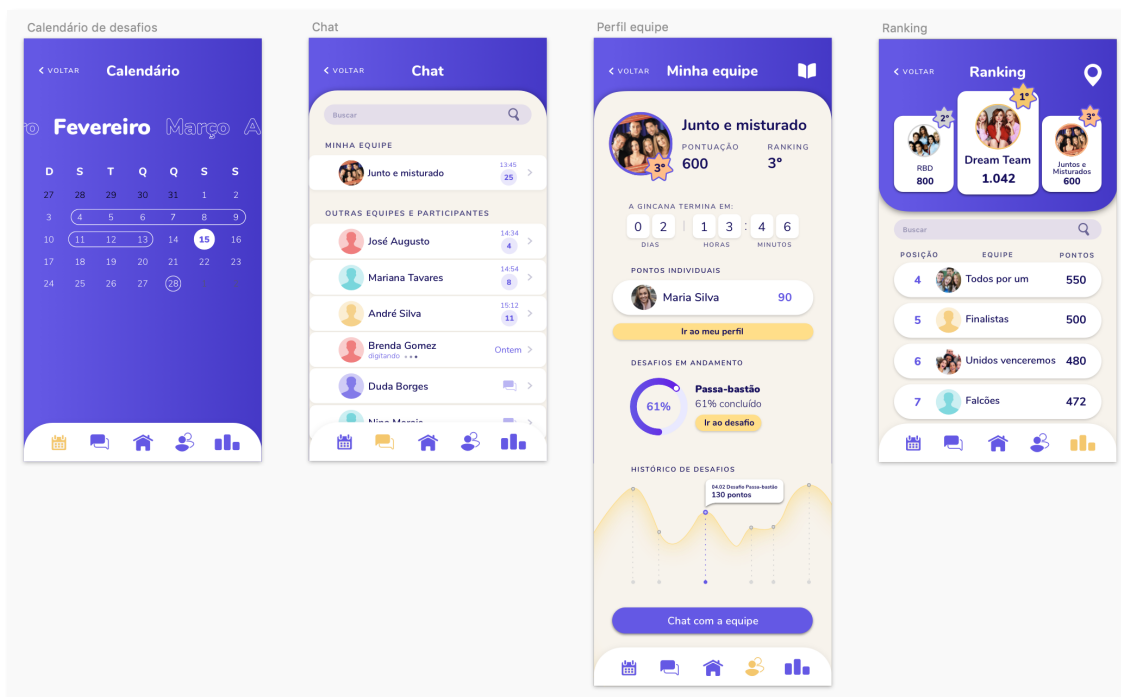 Calendário de desafios
VOLTAR Calendário
o Fevereiro Março A
D S T Q Q S S
27 28 29 30 31 1 2
3 4 5 6 7 8 9
10 11 12 13 14 15 16
17 18 19 20 21 22 23
24 25 26 27 28
Chat
VOLTAR Chat
Buscar
MINHA EQUIPE
Junto e misturado 13:45
25
OUTRAS EQUIPES E PARTICIPANTES
José Augusto 14:34
4
Mariana Tavares 14:54
8
André Silva 15:12
11
Brenda Gomez Ontem
digitando
Duda Borges
Perfil equipe
VOLTAR Minha equipe
Junto e misturado
PONTUAÇÃO RANKING
600 3°
3°
A GINCANA TERMINA EM:
0 2 1 3 : 4 6
DIAS HORAS MINUTOS
PONTOS INDIVIDUAIS
Maria Silva 90
Ir ao meu perfil
DESAFIOS EM ANDAMENTO
Passa-bastão
61% 61% concluído
Ir ao desafio
HISTÓRICO DE DESAFIOS
04.02 Desafio Passa-bastão
130 pontos
Chat com a equipe
Ranking
VOLTAR Ranking
1°
2° 3°
Dream Team
1.042
RBD
800
Juntos e
Misturados
600
Buscar
POSIÇÃO EQUIPE PONTOS
4 Todos por um 550
5 Finalistas 500
6 Unidos venceremos 480
7 Falcões 472